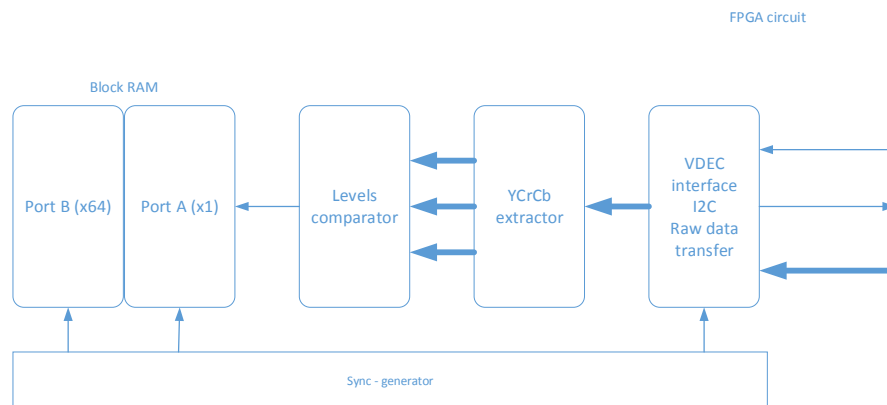 FPGA circuit
Block RAM
Port B (x64)
Port A (x1)
Levels
comparator
YCrCb
extractor
VDEC
interface
I2C
Raw data
transfer
Sync - generator